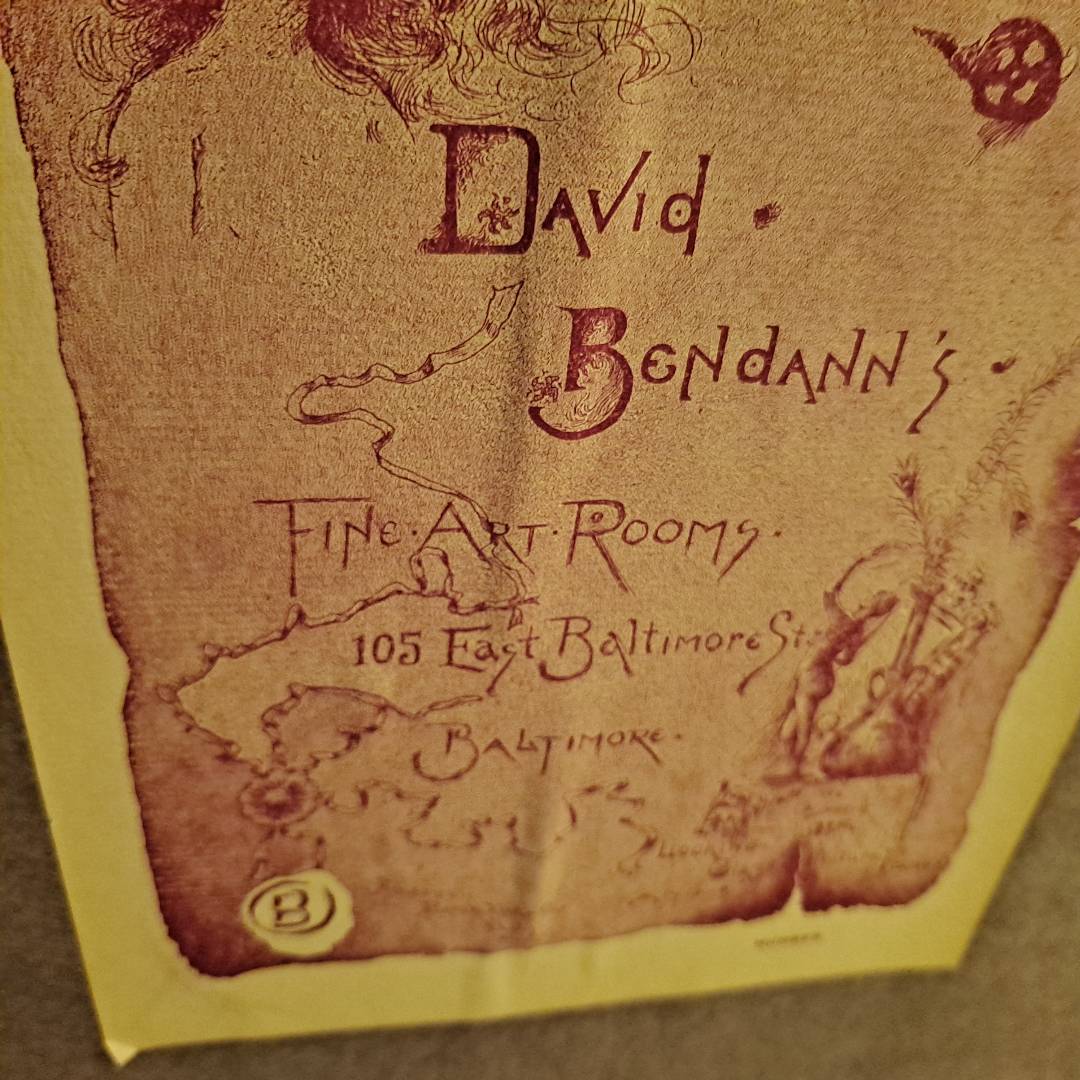 David
Bendann's
Fine·Art·Rooms·
105 East Baltimore St.
Baltimore.
B